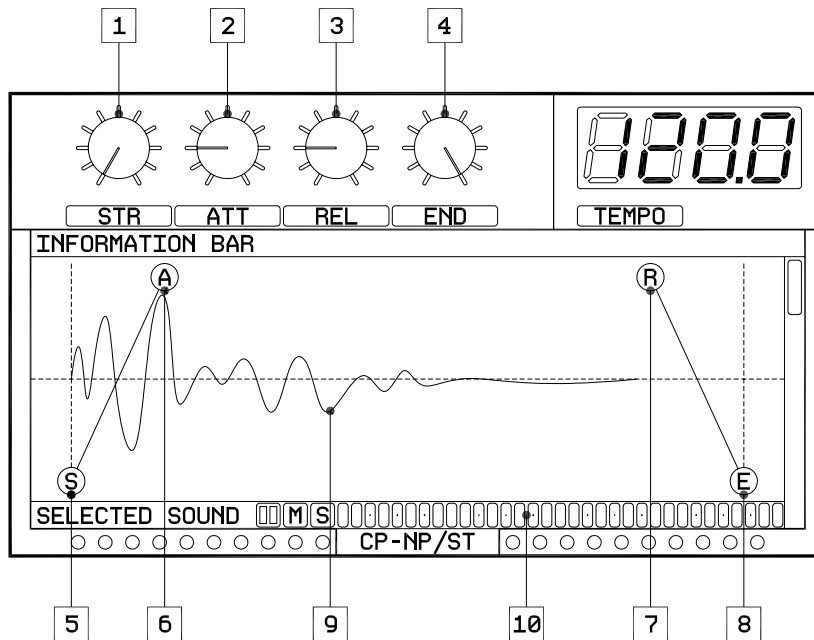 1 2 3 4
120.0
STR ATT REL END TEMPO
INFORMATION BAR
A R
S E
SELECTED SOUND M S
CP-NP/ST
5 6 9 10 7 8